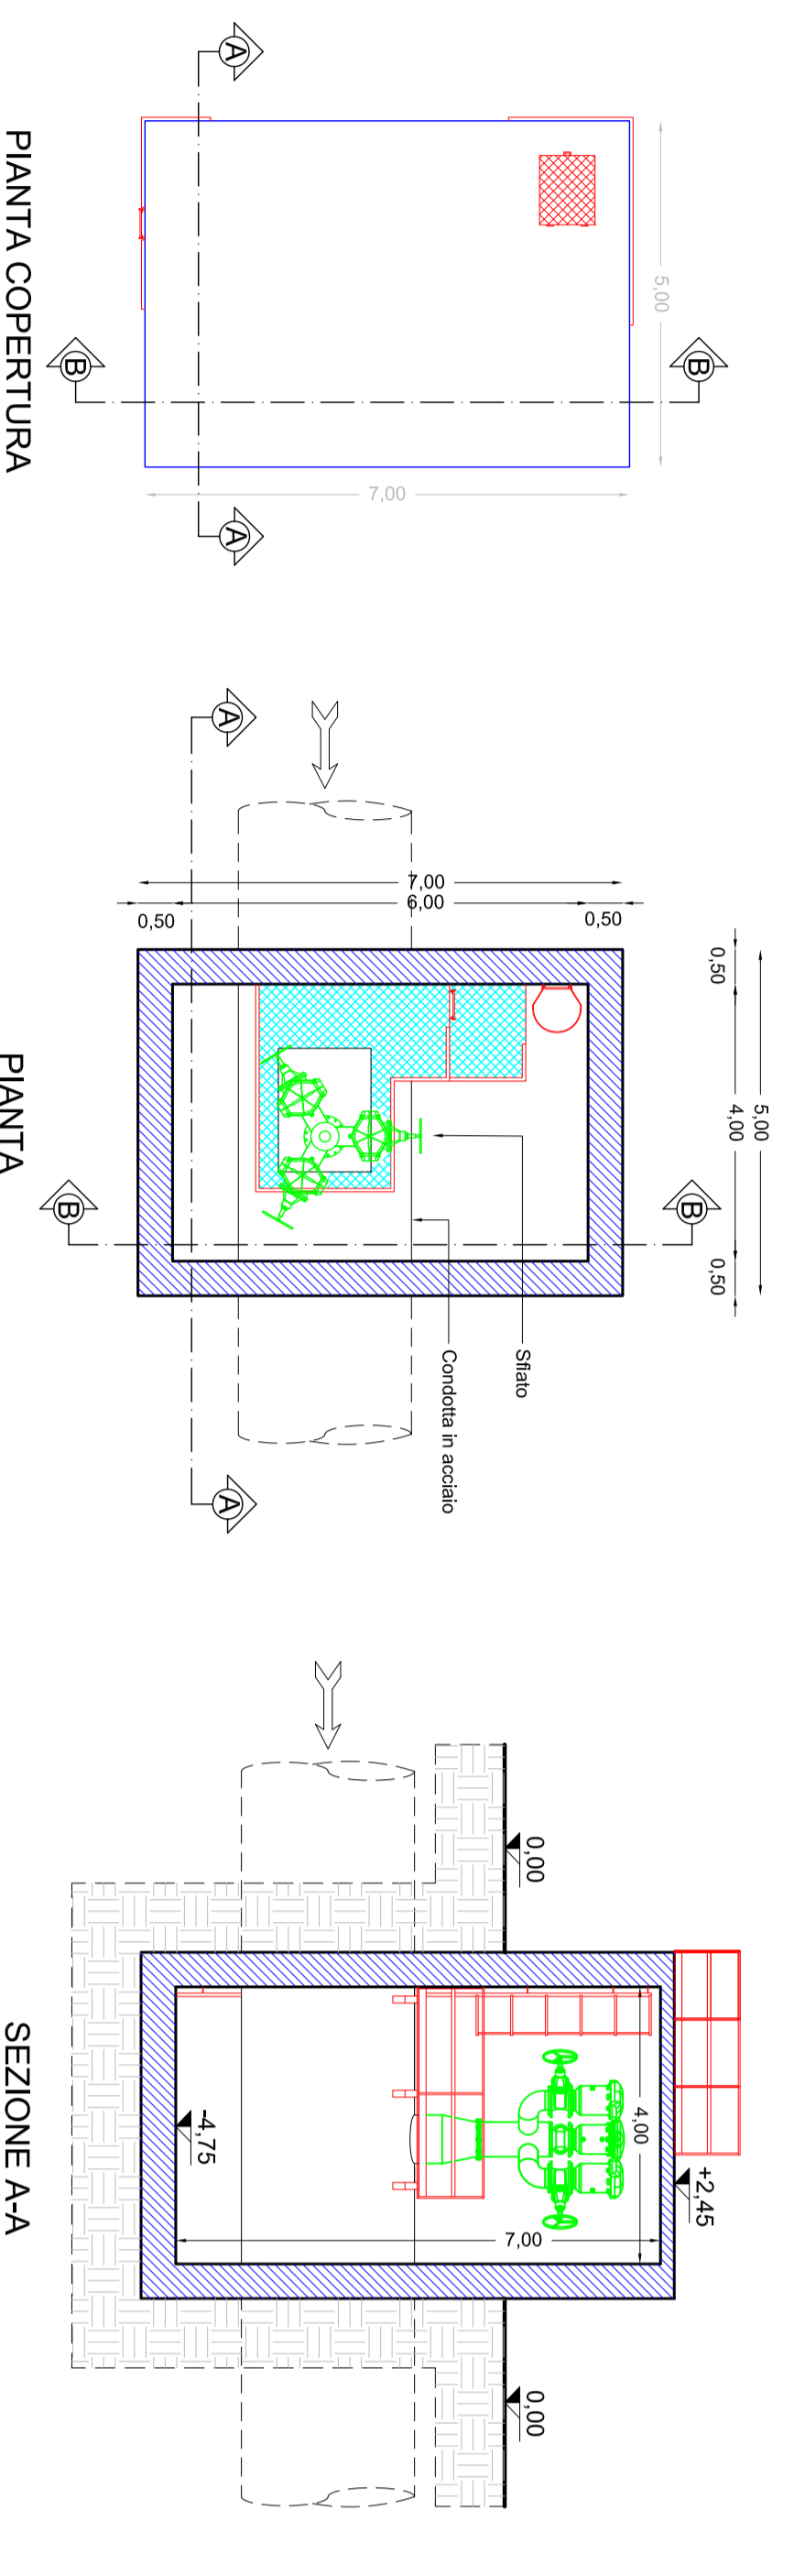 A
A
B
B
5,00
7,00
PIANTA COPERTURA
A
A
B
B
7,00
6,00
0,50
0,50
5,00
0,50
4,00
0,50
Sfiato
Condotta in acciaio
PIANTA
0,00
0,00
+2,45
-4,75
4,00
7,00
SEZIONE A-A